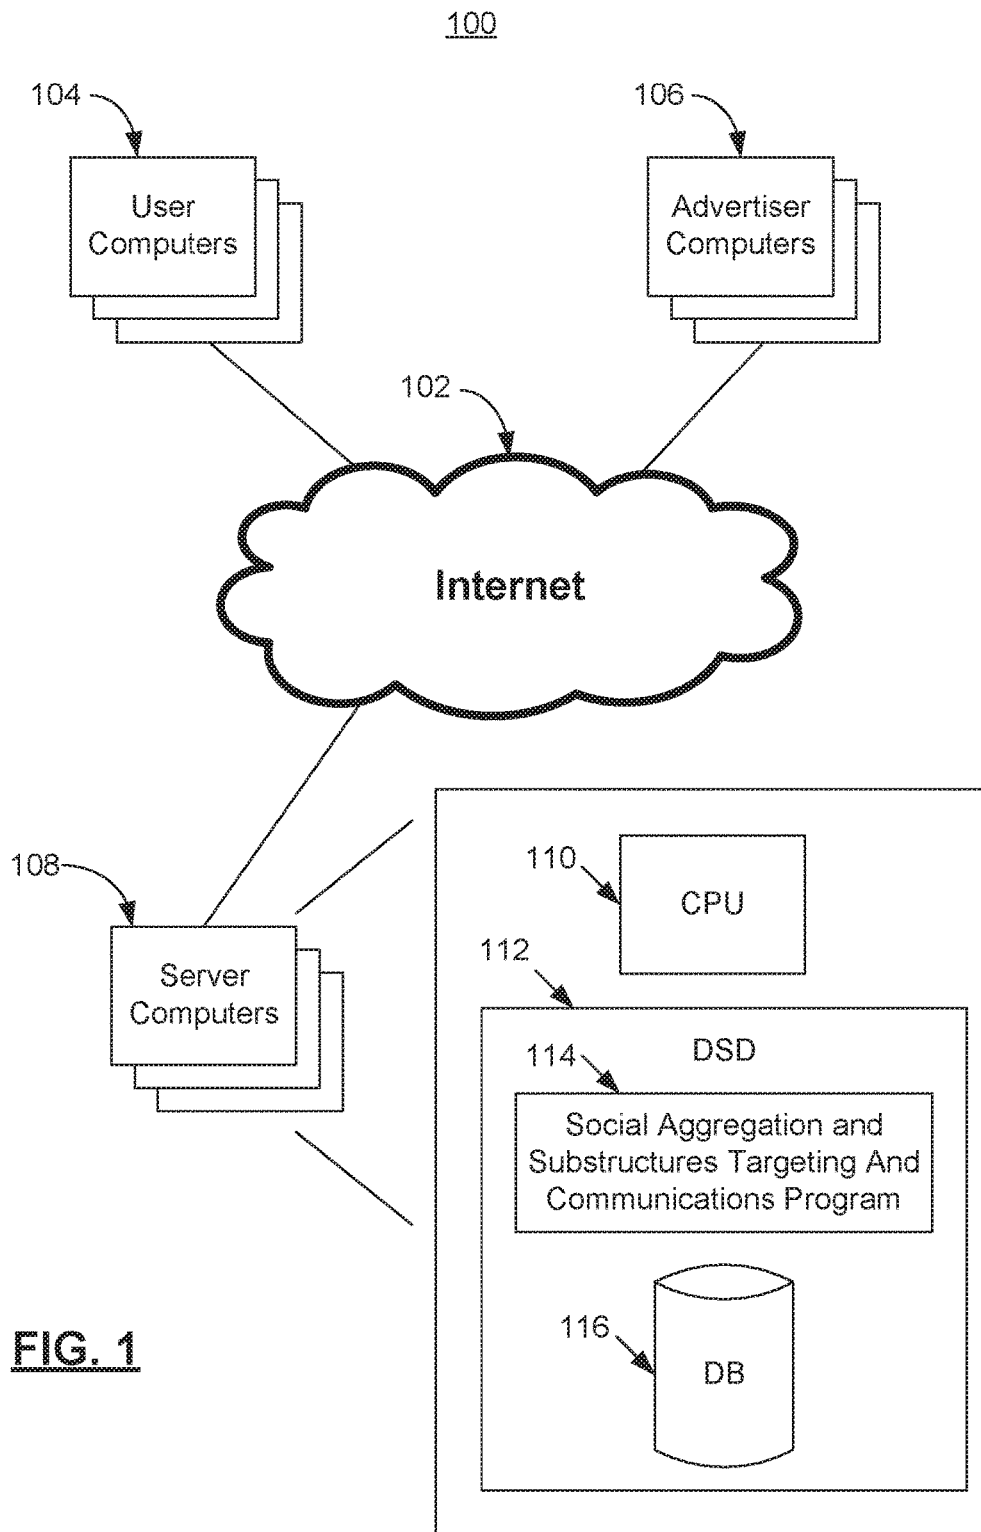 100
104
106
User
Computers
Advertiser
Computers
102
Internet
108
Server
Computers
110
CPU
112
DSD
114
Social Aggregation and
Substructures Targeting And
Communications Program
116
DB
FIG. 1